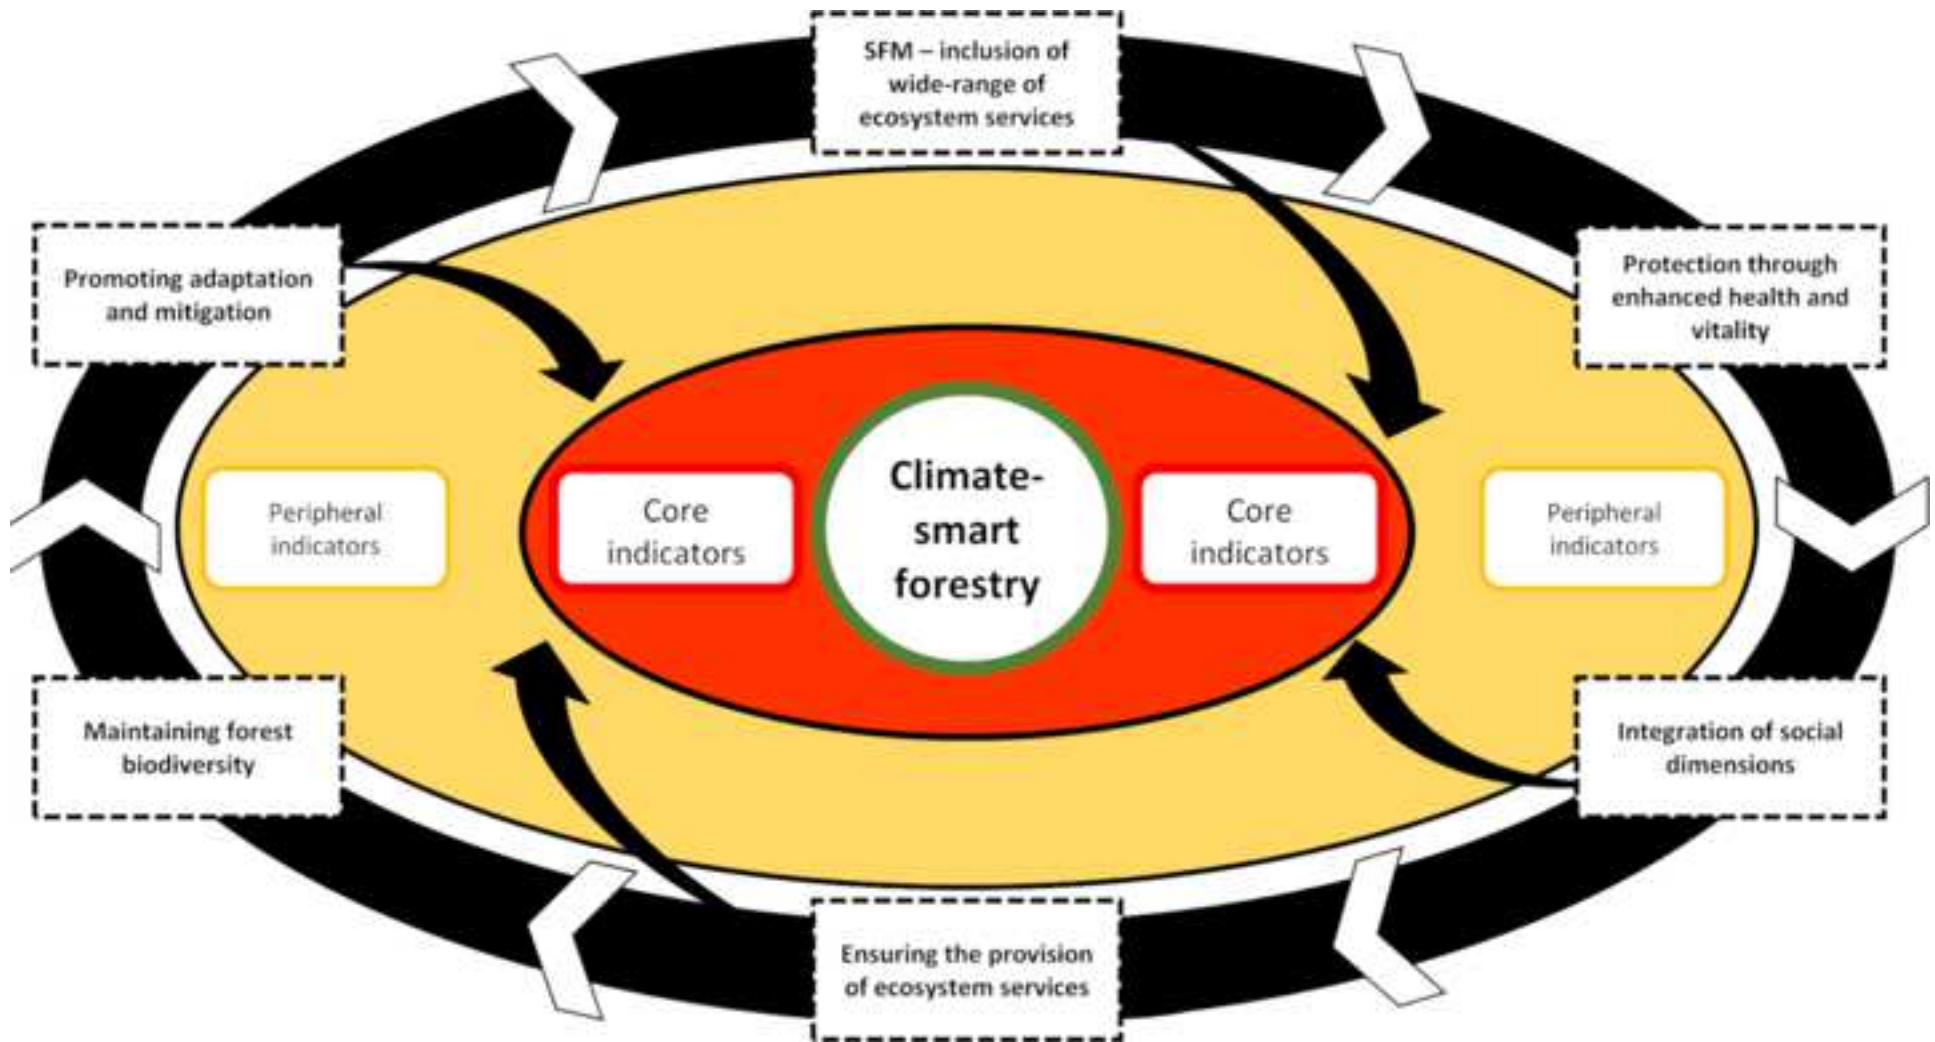 SFM – inclusion of
wide-range of
ecosystem services
Promoting adaptation
and mitigation
Protection through
enhanced health and
vitality
Peripheral
indicators
Core
indicators
Climate-
smart
forestry
Core
indicators
Peripheral
indicators
Maintaining forest
biodiversity
Integration of social
dimensions
Ensuring the provision
of ecosystem services